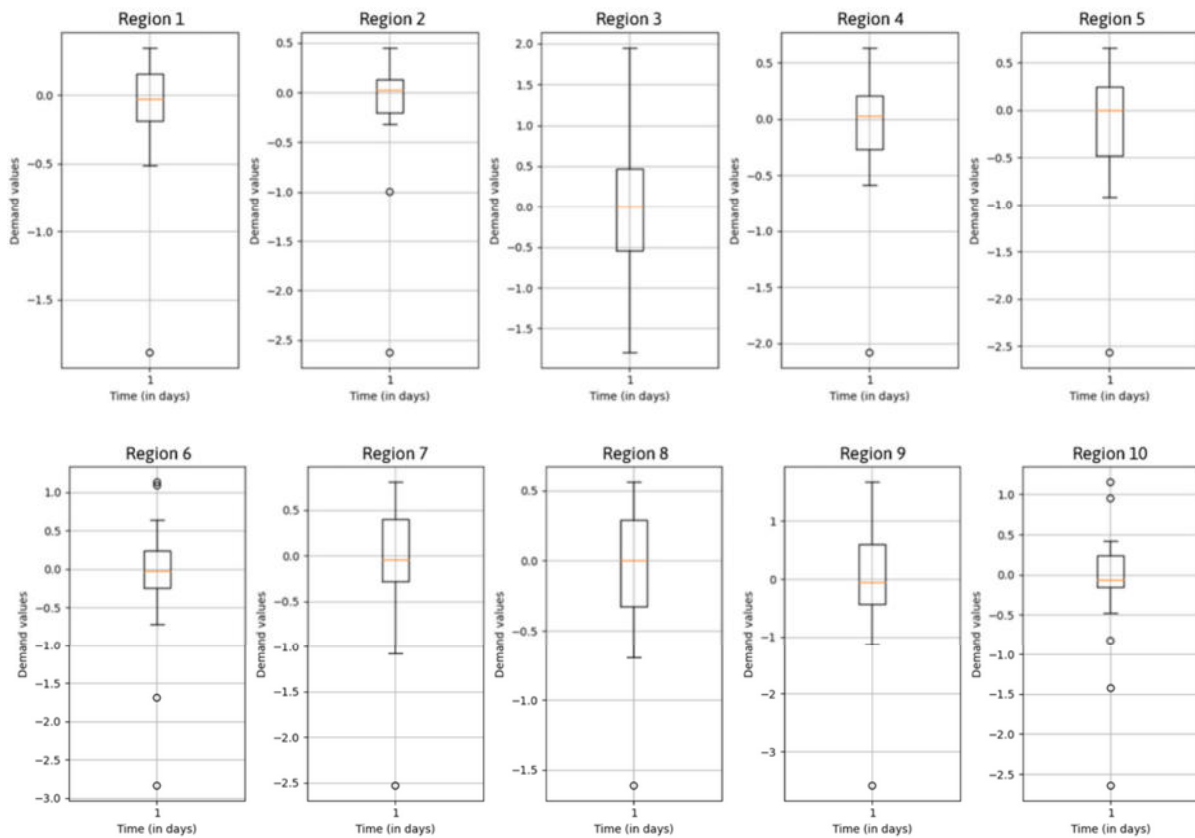 Region 1
Region 2
Region 3
Region 4
Region 5
0.0
−0.5
−1.0
−1.5
Demand values
1
Time (in days)
0.5
0.0
−0.5
−1.0
−1.5
−2.0
−2.5
Demand values
1
Time (in days)
2.0
1.5
1.0
0.5
0.0
−0.5
−1.0
−1.5
Demand values
1
Time (in days)
0.5
0.0
−0.5
−1.0
−1.5
−2.0
Demand values
1
Time (in days)
0.5
0.0
−0.5
−1.0
−1.5
−2.0
−2.5
Demand values
1
Time (in days)
Region 6
Region 7
Region 8
Region 9
Region 10
1.0
0.5
0.0
−0.5
−1.0
−1.5
−2.0
−2.5
−3.0
Demand values
1
Time (in days)
0.5
0.0
−0.5
−1.0
−1.5
−2.0
−2.5
Demand values
1
Time (in days)
0.5
0.0
−0.5
−1.0
−1.5
Demand values
1
Time (in days)
1
0
−1
−2
−3
Demand values
1
Time (in days)
1.0
0.5
0.0
−0.5
−1.0
−1.5
−2.0
−2.5
Demand values
1
Time (in days)